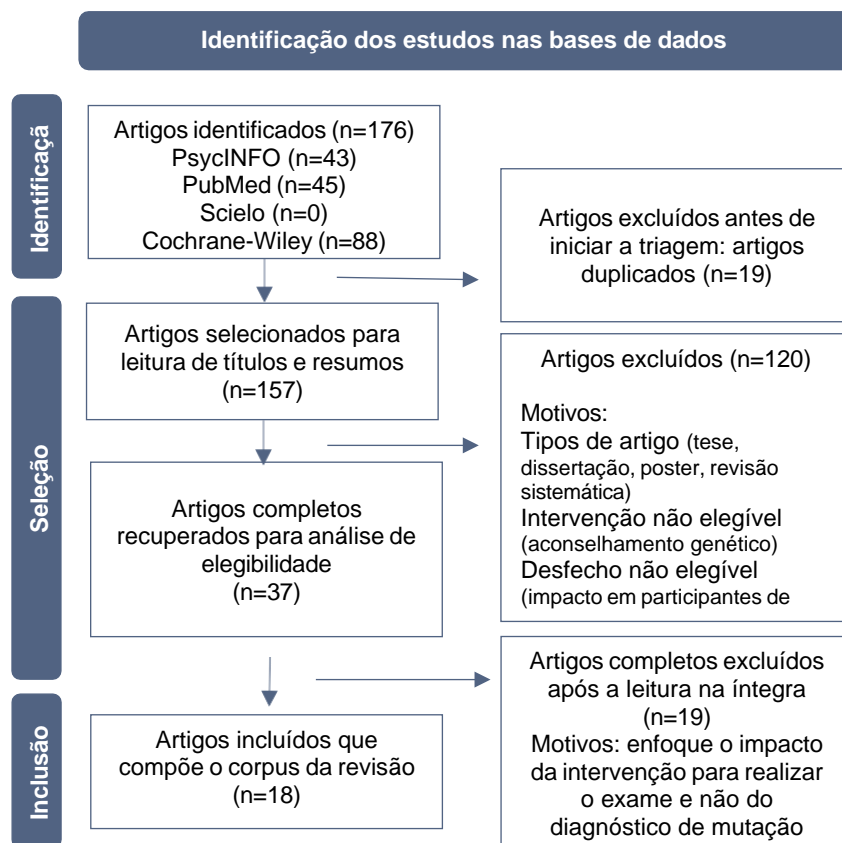 Identificação dos estudos nas bases de dados
Identificaçã
Artigos identificados (n=176)
PsycINFO (n=43)
PubMed (n=45)
Scielo (n=0)
Cochrane-Wiley (n=88)
Artigos excluídos antes de
iniciar a triagem: artigos
duplicados (n=19)
Seleção
Artigos selecionados para
leitura de títulos e resumos
(n=157)
Artigos excluídos (n=120)
Motivos:
Tipos de artigo (tese,
dissertação, poster, revisão
sistemática)
Intervenção não elegível
(aconselhamento genético)
Desfecho não elegível
(impacto em participantes de
Artigos completos
recuperados para análise de
elegibilidade
(n=37)
Artigos completos excluídos
após a leitura na íntegra
(n=19)
Motivos: enfoque o impacto
da intervenção para realizar
o exame e não do
diagnóstico de mutação
Inclusão
Artigos incluídos que
compõe o corpus da revisão
(n=18)